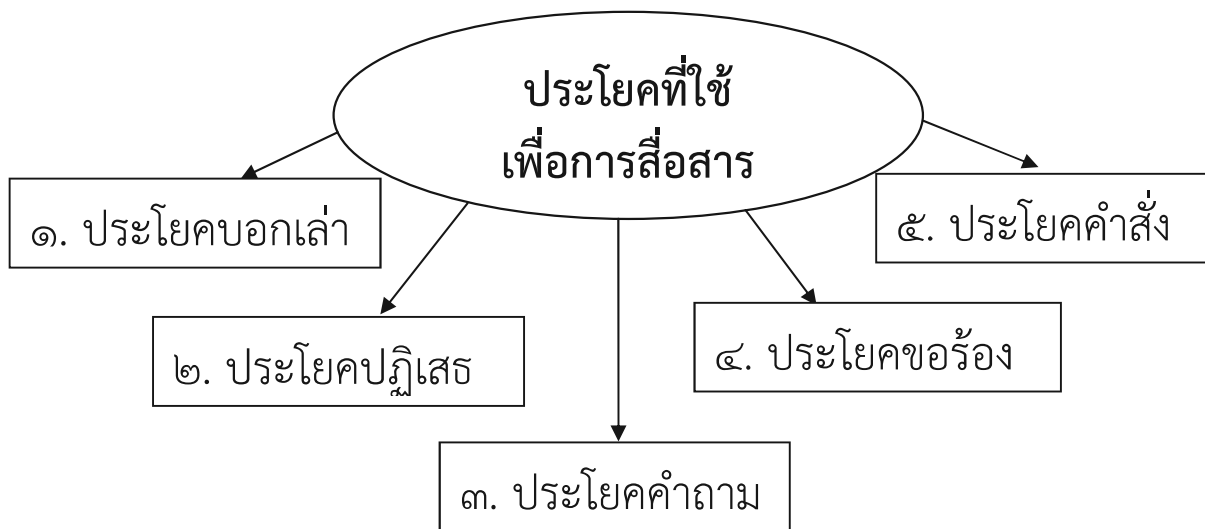 ประโยคที่ใช้
เพื่อการสื่อสาร
๑. ประโยคบอกเล่า
๒. ประโยคปฏิเสธ
๓. ประโยคคำถาม
๔. ประโยคขอร้อง
๕. ประโยคคำสั่ง